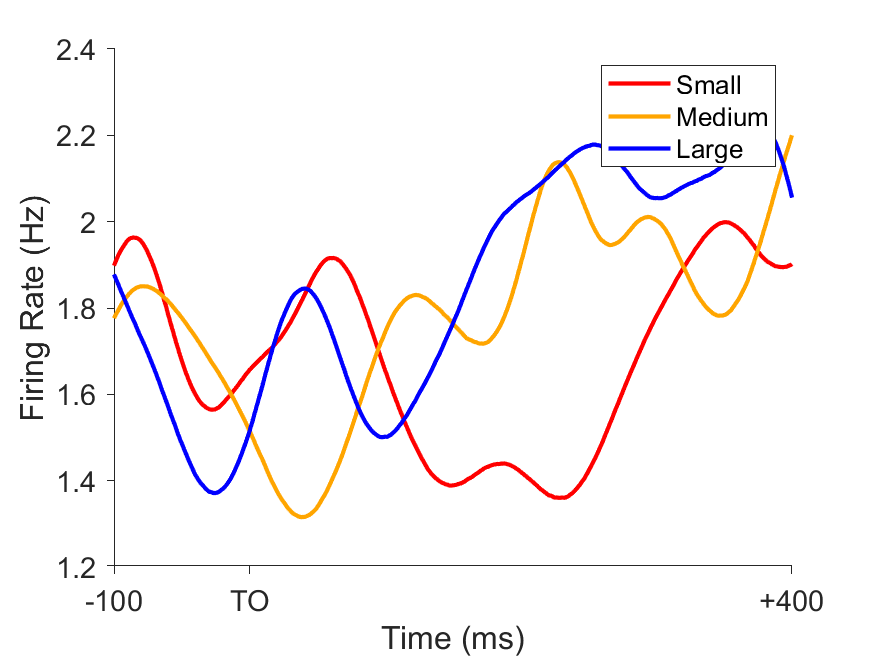 2.4
2.2
2
1.8
1.6
1.4
1.2
Firing Rate (Hz)
Small
Medium
Large
-100 TO +400
Time (ms)